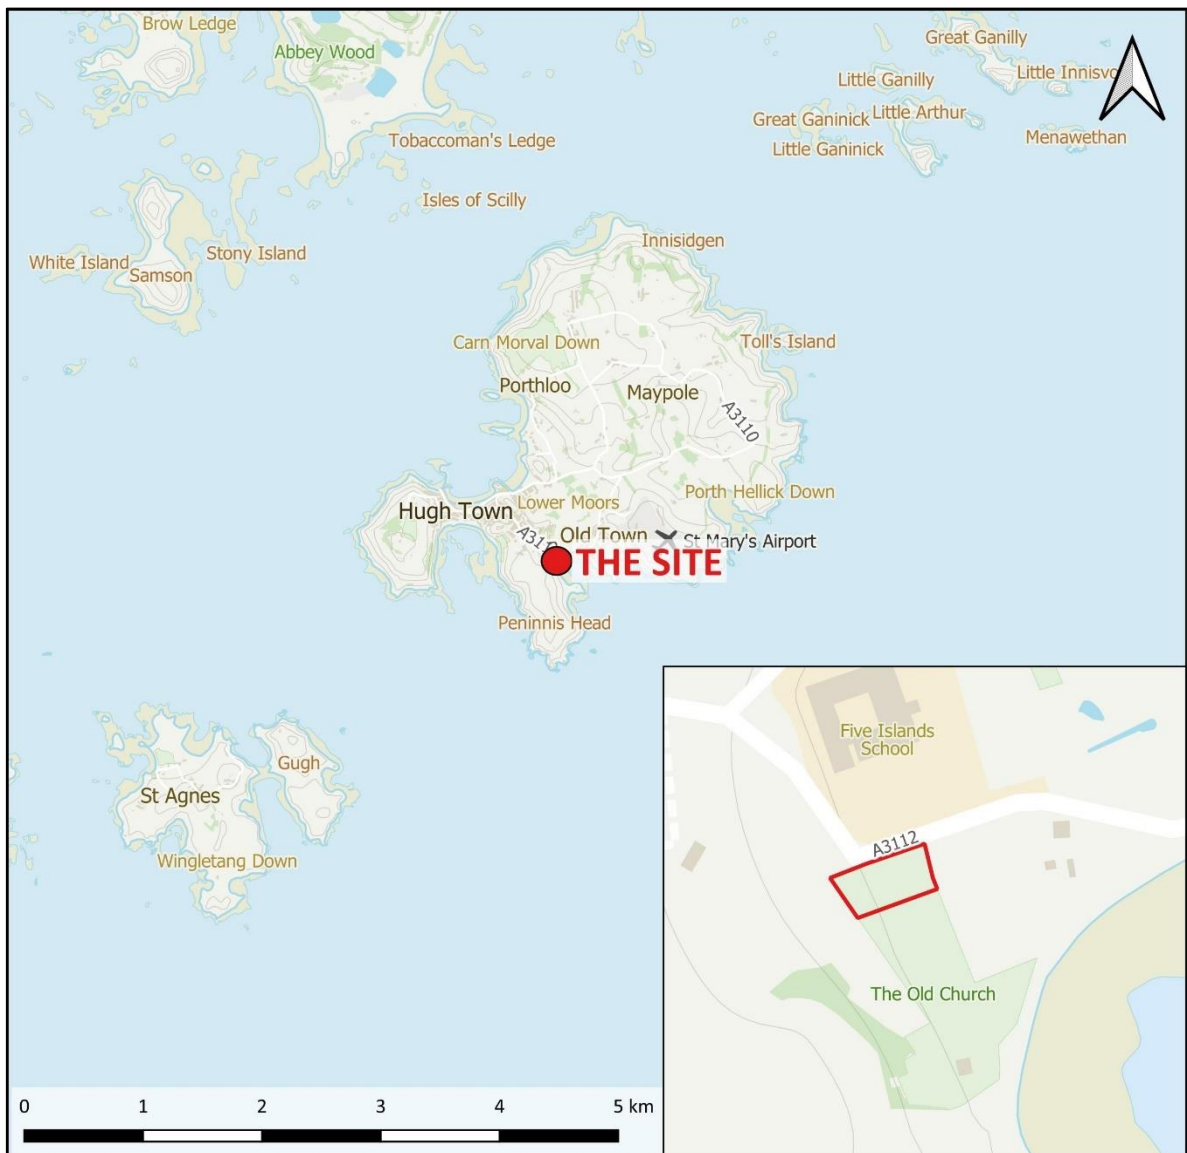 Brow Ledge
Abbey Wood
Great Ganilly
Little Innisvo
Little Ganilly
Great Ganinick
Little Arthur
Little Ganinick
Menawethan
Tobaccoman's Ledge
Isles of Scilly
Stony Island
White Island
Samson
Innisidgen
Carn Morval Down
Toll's Island
Porthloo
Maypole
A3110
Porth Hellick Down
Lower Moors
Hugh Town
A311
Old Town
St Mary's Airport
THE SITE
Peninnis Head
Gugh
St Agnes
Wingletang Down
Five Islands
School
A3112
The Old Church
0 1 2 3 4 5 km